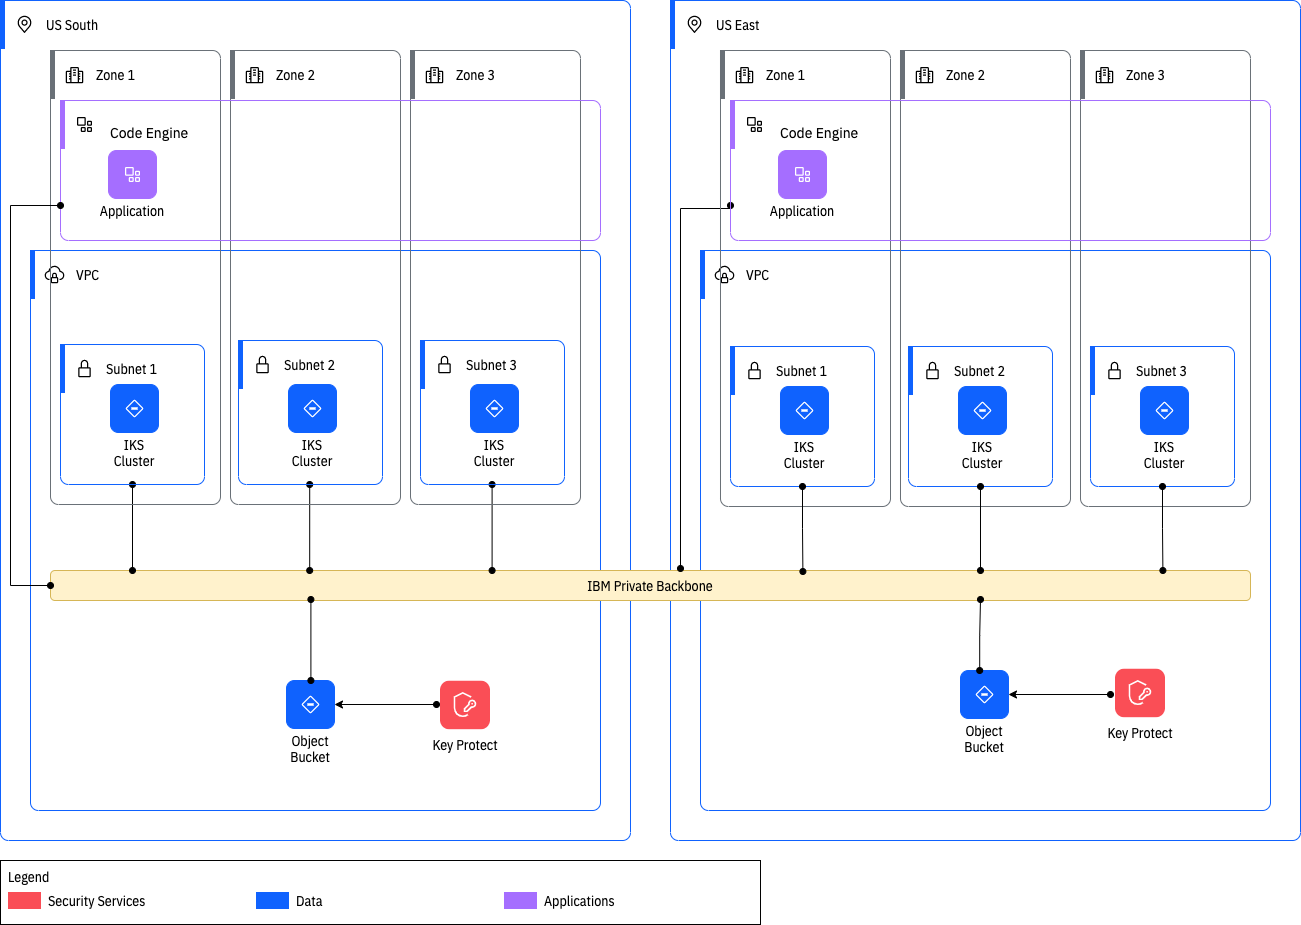 US South
Zone 1
Zone 2
Zone 3
Code Engine
Application
VPC
Subnet 1
IKS
Cluster
Subnet 2
IKS
Cluster
Subnet 3
IKS
Cluster
US East
Zone 1
Zone 2
Zone 3
Code Engine
Application
VPC
Subnet 1
IKS
Cluster
Subnet 2
IKS
Cluster
Subnet 3
IKS
Cluster
IBM Private Backbone
Object
Bucket
Key Protect
Object
Bucket
Key Protect
Legend
Security Services
Data
Applications